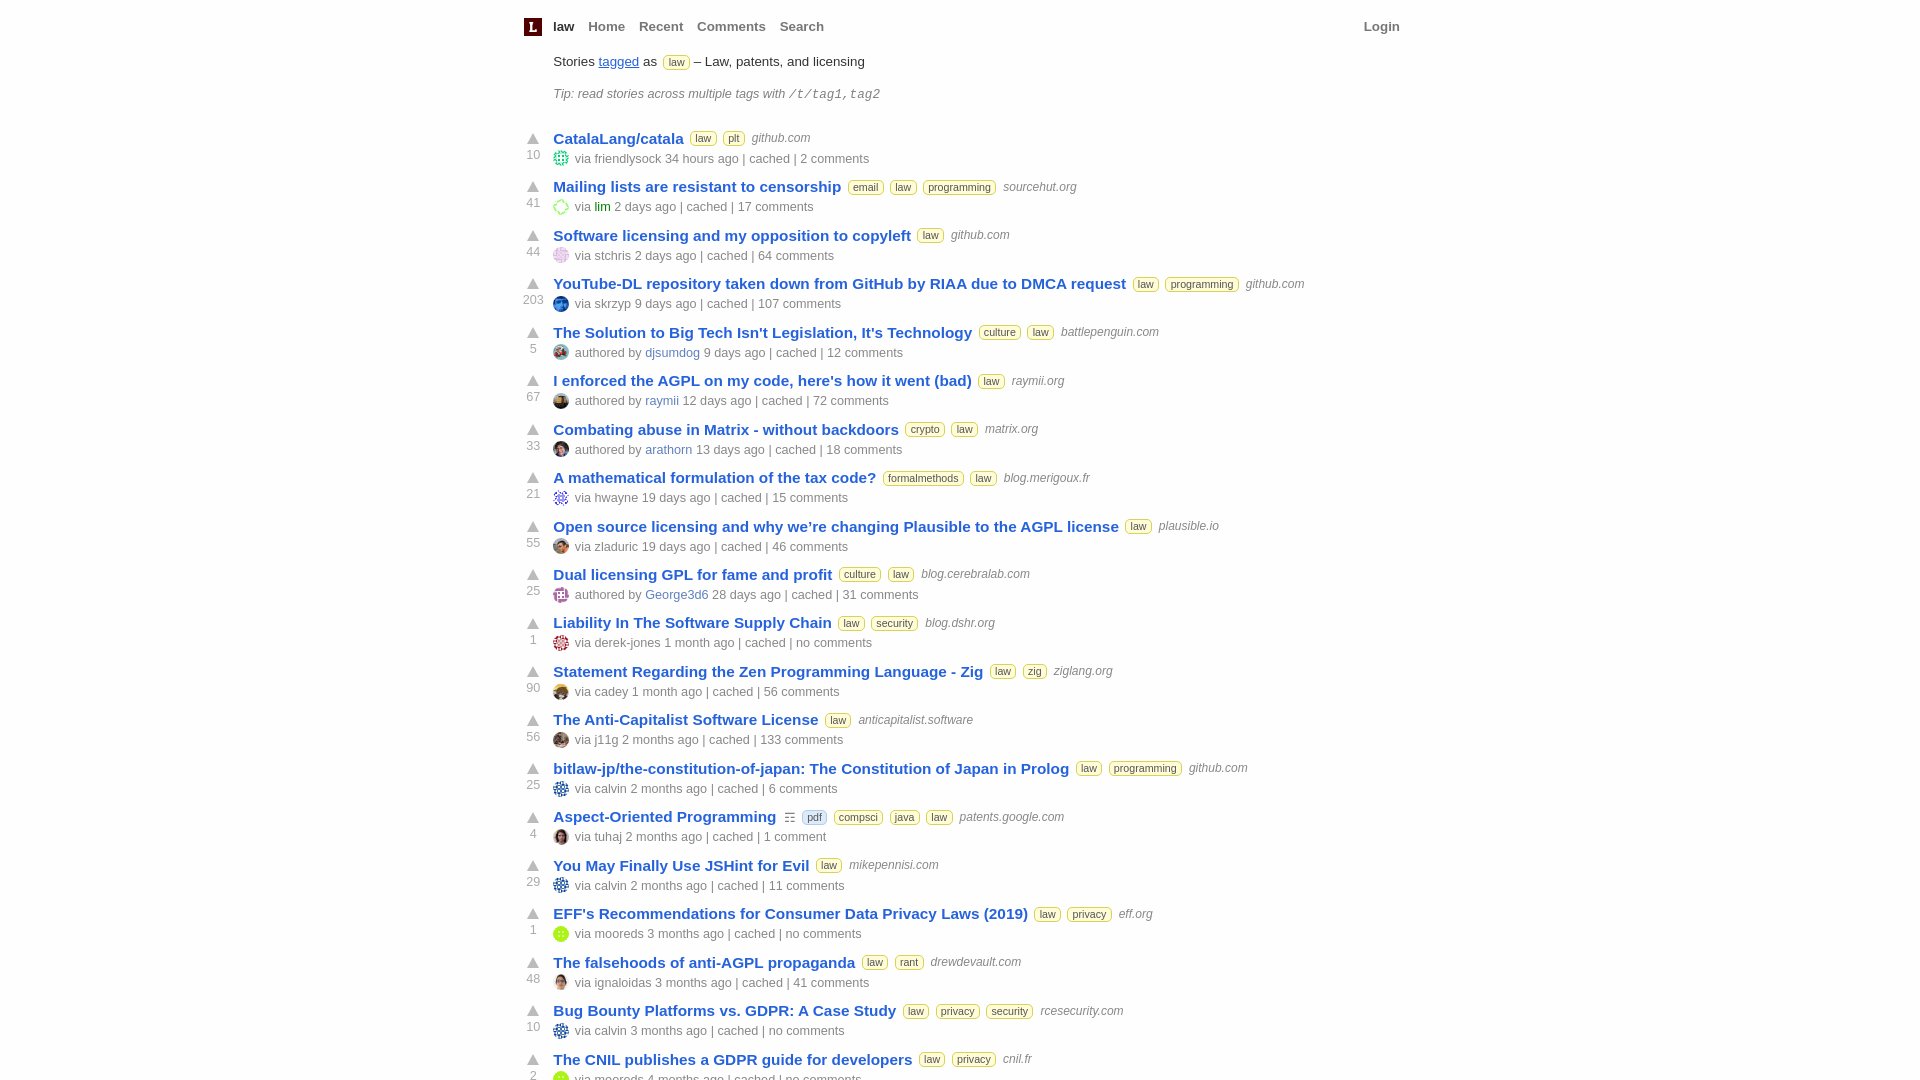 L law Home Recent Comments Search Login
Stories tagged as law – Law, patents, and licensing
Tip: read stories across multiple tags with /t/tag1,tag2
CatalaLang/catala law plt github.com
10 via friendlysock 34 hours ago | cached | 2 comments
Mailing lists are resistant to censorship email law programming sourcehut.org
41 via lim 2 days ago | cached | 17 comments
Software licensing and my opposition to copyleft law github.com
44 via stchris 2 days ago | cached | 64 comments
YouTube-DL repository taken down from GitHub by RIAA due to DMCA request law programming github.com
203 via skrzyp 9 days ago | cached | 107 comments
The Solution to Big Tech Isn't Legislation, It's Technology culture law battlepenguin.com
5 authored by djsumdog 9 days ago | cached | 12 comments
I enforced the AGPL on my code, here's how it went (bad) law raymii.org
67 authored by raymii 12 days ago | cached | 72 comments
Combating abuse in Matrix - without backdoors crypto law matrix.org
33 authored by arathorn 13 days ago | cached | 18 comments
A mathematical formulation of the tax code? formalmethods law blog.merigoux.fr
21 via hwayne 19 days ago | cached | 15 comments
Open source licensing and why we’re changing Plausible to the AGPL license law plausible.io
55 via zladuric 19 days ago | cached | 46 comments
Dual licensing GPL for fame and profit culture law blog.cerebralab.com
25 authored by George3d6 28 days ago | cached | 31 comments
Liability In The Software Supply Chain law security blog.dshr.org
1 via derek-jones 1 month ago | cached | no comments
Statement Regarding the Zen Programming Language - Zig law zig ziglang.org
90 via cadey 1 month ago | cached | 56 comments
The Anti-Capitalist Software License law anticapitalist.software
56 via j11g 2 months ago | cached | 133 comments
bitlaw-jp/the-constitution-of-japan: The Constitution of Japan in Prolog law programming github.com
25 via calvin 2 months ago | cached | 6 comments
Aspect-Oriented Programming ☶ pdf compsci java law patents.google.com
4 via tuhaj 2 months ago | cached | 1 comment
You May Finally Use JSHint for Evil law mikepennisi.com
29 via calvin 2 months ago | cached | 11 comments
EFF's Recommendations for Consumer Data Privacy Laws (2019) law privacy eff.org
1 via mooreds 3 months ago | cached | no comments
The falsehoods of anti-AGPL propaganda law rant drewdevault.com
48 via ignaloidas 3 months ago | cached | 41 comments
Bug Bounty Platforms vs. GDPR: A Case Study law privacy security rcesecurity.com
10 via calvin 3 months ago | cached | no comments
The CNIL publishes a GDPR guide for developers law privacy cnil.fr
2 via mooreds 4 months ago | cached | no comments